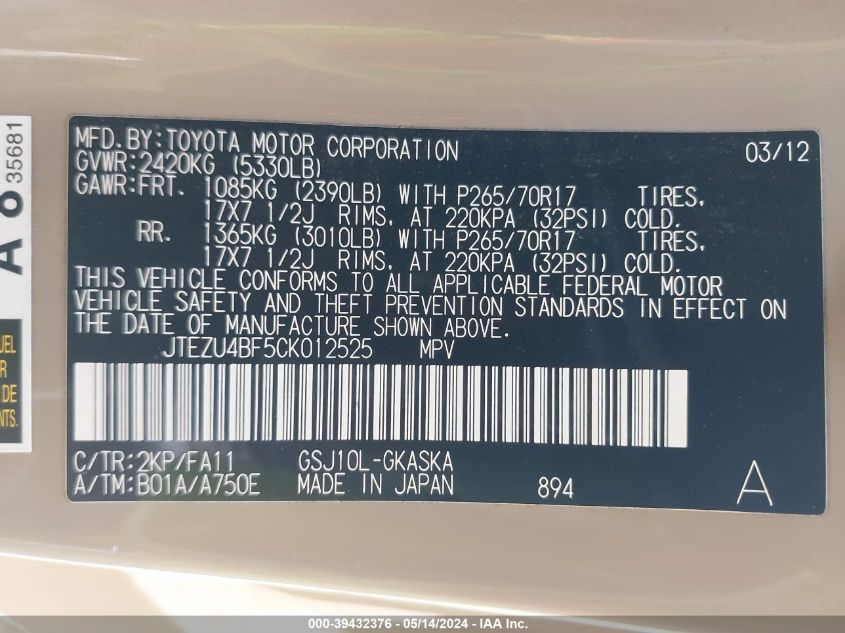 MFD. BY: TOYOTA MOTOR CORPORATION 03/12
GVWR: 2420KG (5330LB)
GAWR: FRT. 1085KG (2390LB) WITH P265/70R17 TIRES,
17X7 1/2J RIMS, AT 220KPA (32PSI) COLD.
RR. 1365KG (3010LB) WITH P265/70R17 TIRES,
17X7 1/2J RIMS, AT 220KPA (32PSI) COLD.
THIS VEHICLE CONFORMS TO ALL APPLICABLE FEDERAL MOTOR
VEHICLE SAFETY AND THEFT PREVENTION STANDARDS IN EFFECT ON
THE DATE OF MANUFACTURE SHOWN ABOVE.
JTEZU4BF5CK012525 MPV
C/TR: 2KP/FA11 GSJ10L-GKASKA
A/TM: B01A/A750E MADE IN JAPAN 894 A
A 8 35681
DE
000-39432376 / 05/14/2024 / IAA Inc.